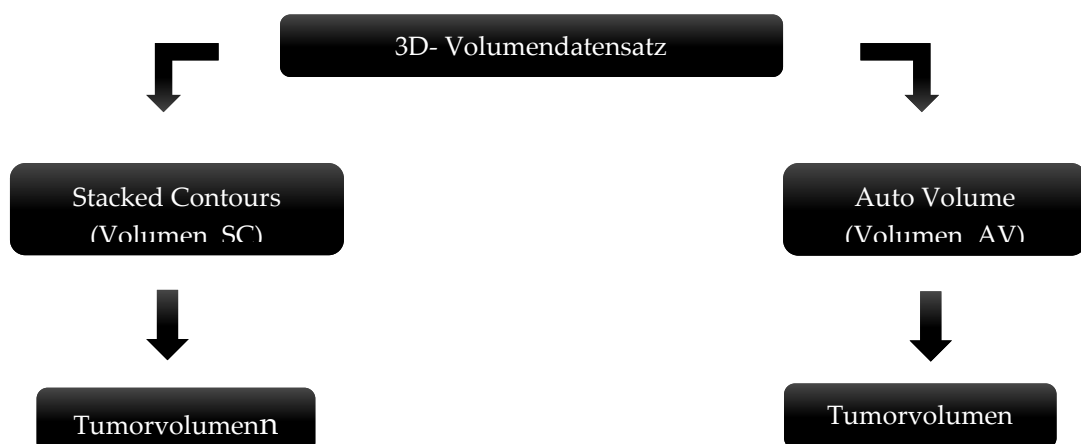 3D- Volumendatensatz
Stacked Contours
(Volumen_SC)
Auto Volume
(Volumen_AV)
Tumorvolumenn
Tumorvolumen